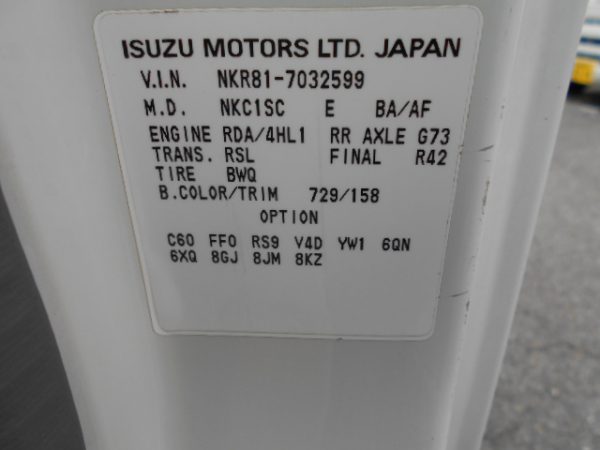 ISUZU MOTORS LTD. JAPAN
V.I.N. NKR81-7032599
M.D. NKC1SC E BA/AF
ENGINE RDA/4HL1 RR AXLE G73
TRANS. RSL FINAL R42
TIRE BWQ
B.COLOR/TRIM 729/158
OPTION
C60 FF0 RS9 V4D YW1 6QN
6XQ 8GJ 8JM 8KZ